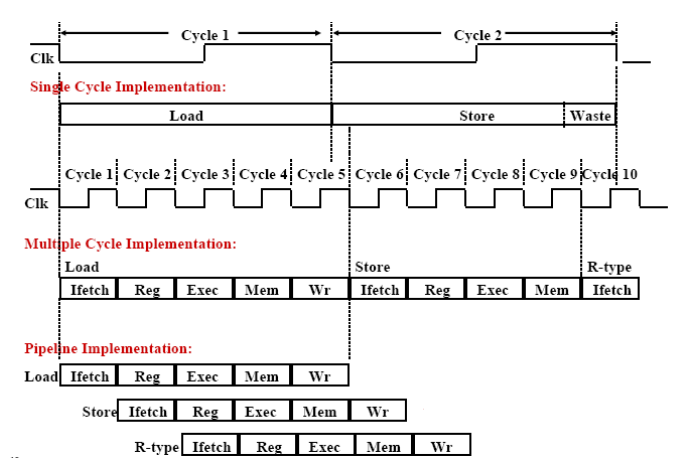 Cycle 1 Cycle 2
Clk
Single Cycle Implementation:
Load Store Waste
Cycle 1 Cycle 2 Cycle 3 Cycle 4 Cycle 5 Cycle 6 Cycle 7 Cycle 8 Cycle 9 Cycle 10
Clk
Multiple Cycle Implementation:
Load Store R-type
Ifetch Reg Exec Mem Wr Ifetch Reg Exec Mem Ifetch
Pipeline Implementation:
Load Ifetch Reg Exec Mem Wr
Store Ifetch Reg Exec Mem Wr
R-type Ifetch Reg Exec Mem Wr